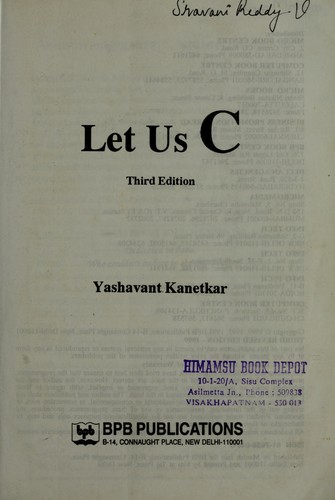 Sravani Reddy. V
Let Us C
Third Edition
Yashavant Kanetkar
HIMAMSU BOOK DEPOT
10-1-20/A, Sisu Complex
Asilmetta Jn., Phone : 509838
VISAKHAPATNAM - 530 013
BPB PUBLICATIONS
B-14, CONNAUGHT PLACE, NEW DELHI-110001